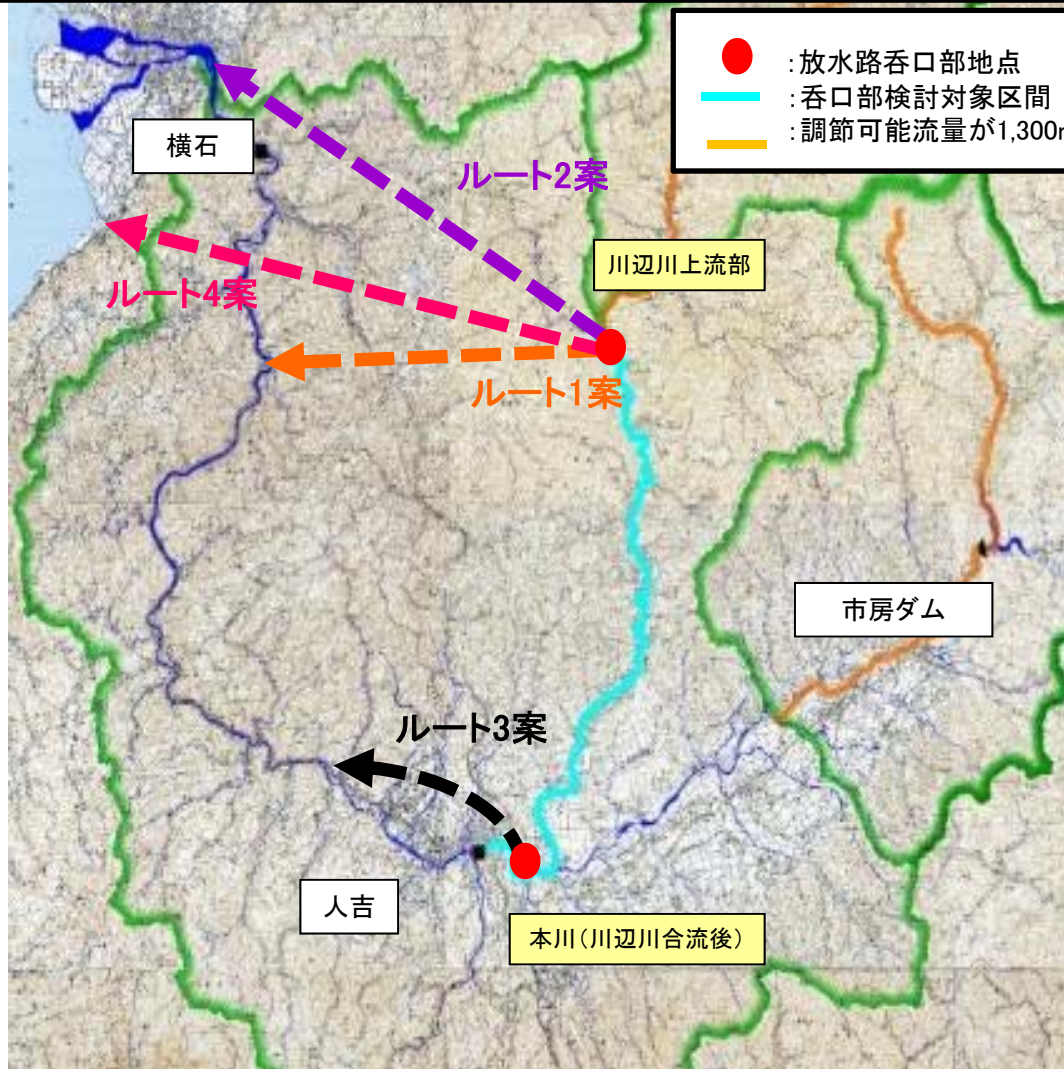 :放水路呑口部地点
:呑口部検討対象区間
:調節可能流量が1,300m
横石
ルート2案
川辺川上流部
ルート4案
ルート1案
市房ダム
ルート3案
人吉
本川(川辺川合流後)